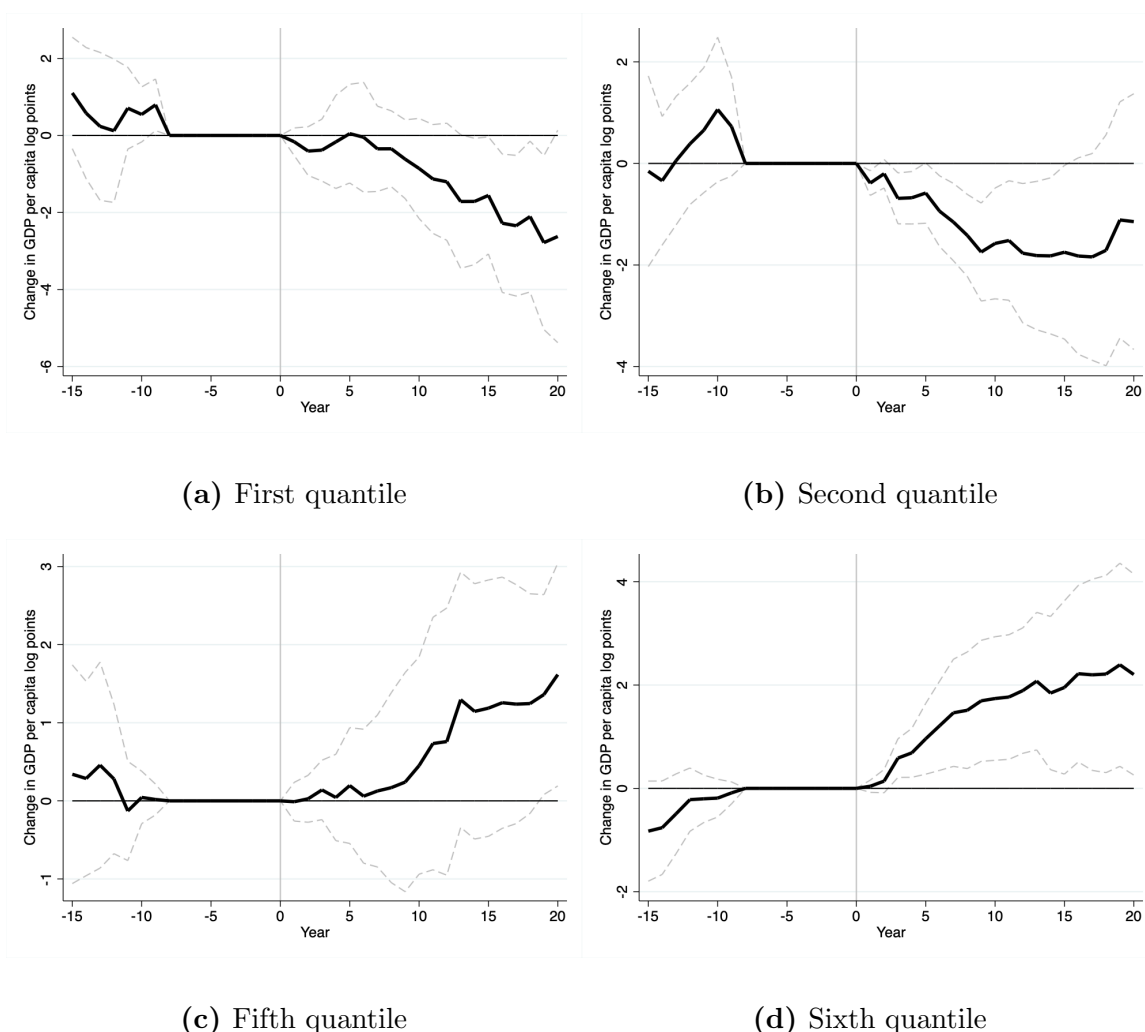 2
0
-2
-4
-6
Change in GDP per capita log points
-15 -10 -5 0 5 10 15 20
Year
2
0
-2
-4
Change in GDP per capita log points
-15 -10 -5 0 5 10 15 20
Year
(a) First quantile
(b) Second quantile
3
2
1
0
-1
Change in GDP per capita log points
-15 -10 -5 0 5 10 15 20
Year
4
2
0
-2
Change in GDP per capita log points
-15 -10 -5 0 5 10 15 20
Year
(c) Fifth quantile
(d) Sixth quantile